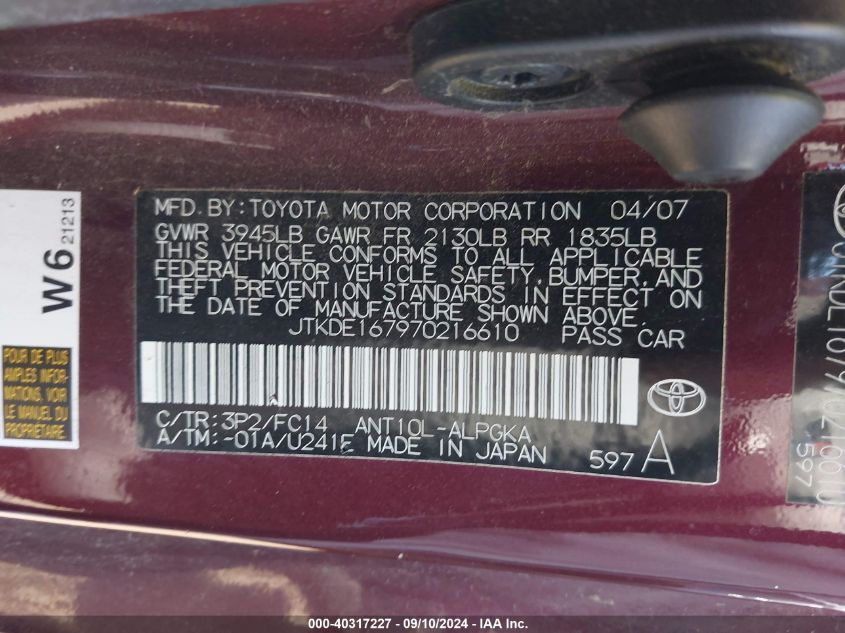 MFD. BY: TOYOTA MOTOR CORPORATION 04/07
GVWR 3945LB GAWR FR 2130LB RR 1835LB
THIS VEHICLE CONFORMS TO ALL APPLICABLE
FEDERAL MOTOR VEHICLE SAFETY, BUMPER, AND
THEFT PREVENTION STANDARDS IN EFFECT ON
THE DATE OF MANUFACTURE SHOWN ABOVE.
JTKDE167970216610 PASS CAR
C/TR: 3P2/FC14 ANT10L-ALPGKA
A/TM: -01A/U241E MADE IN JAPAN 597 A
W6 21213
POUR DE PLUS
AMPLES INFOR-
MATIONS, VOIR
LE MANUEL DU
597
000-40317227 - 09/10/2024 - IAA Inc.